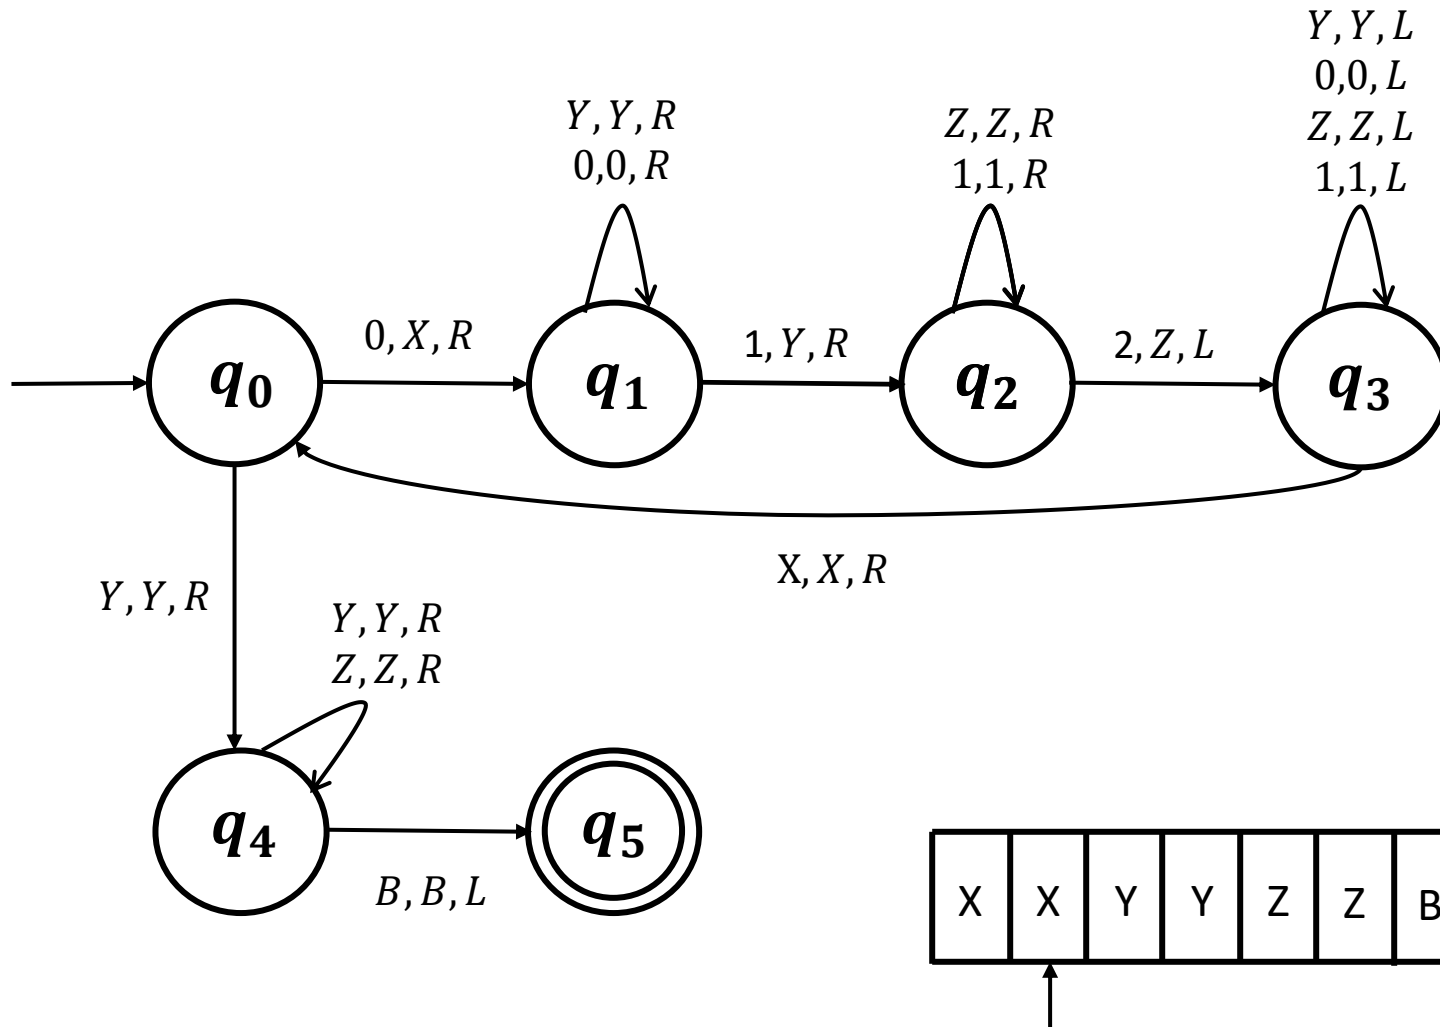 Y, Y, L
0,0, L
Z, Z, L
1,1, L
Y, Y, R
0,0, R
Z, Z, R
1,1, R
0, X, R
1, Y, R
2, Z, L
q0
q1
q2
q3
X, X, R
Y, Y, R
Y, Y, R
Z, Z, R
q4
q5
B, B, L
X X Y Y Z Z B